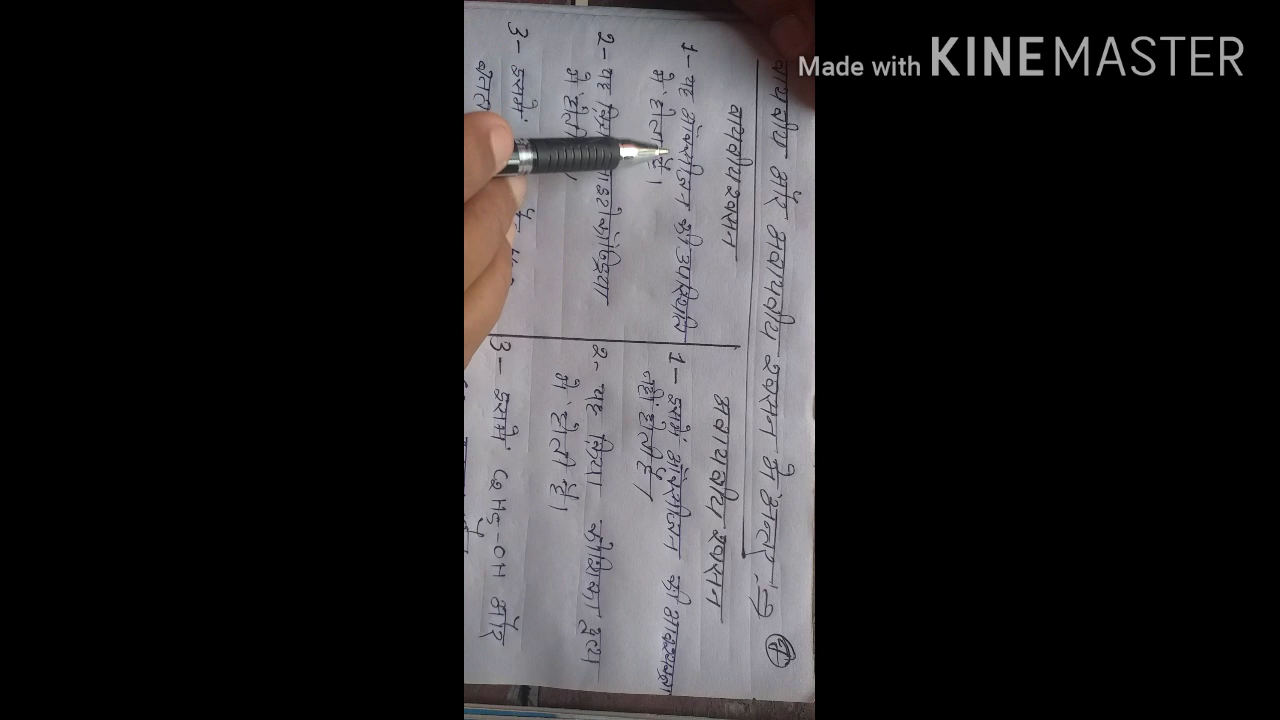 Made with KINEMASTER
वायवीय और अवायवीय श्वसन में अन्तर ⇒
वायवीय श्वसन
1- यह ऑक्सीजन की उपस्थिति
में होता है।
2- यह क्रिया माइटोकॉण्ड्रिया
में होती
3- इसमें
अवायवीय श्वसन
1- इसमें ऑक्सीजन की आवश्यकता
नहीं होती है।
2- यह क्रिया कोशिका द्रव्य
में होती है।
3- इसमें C2H5-OH और